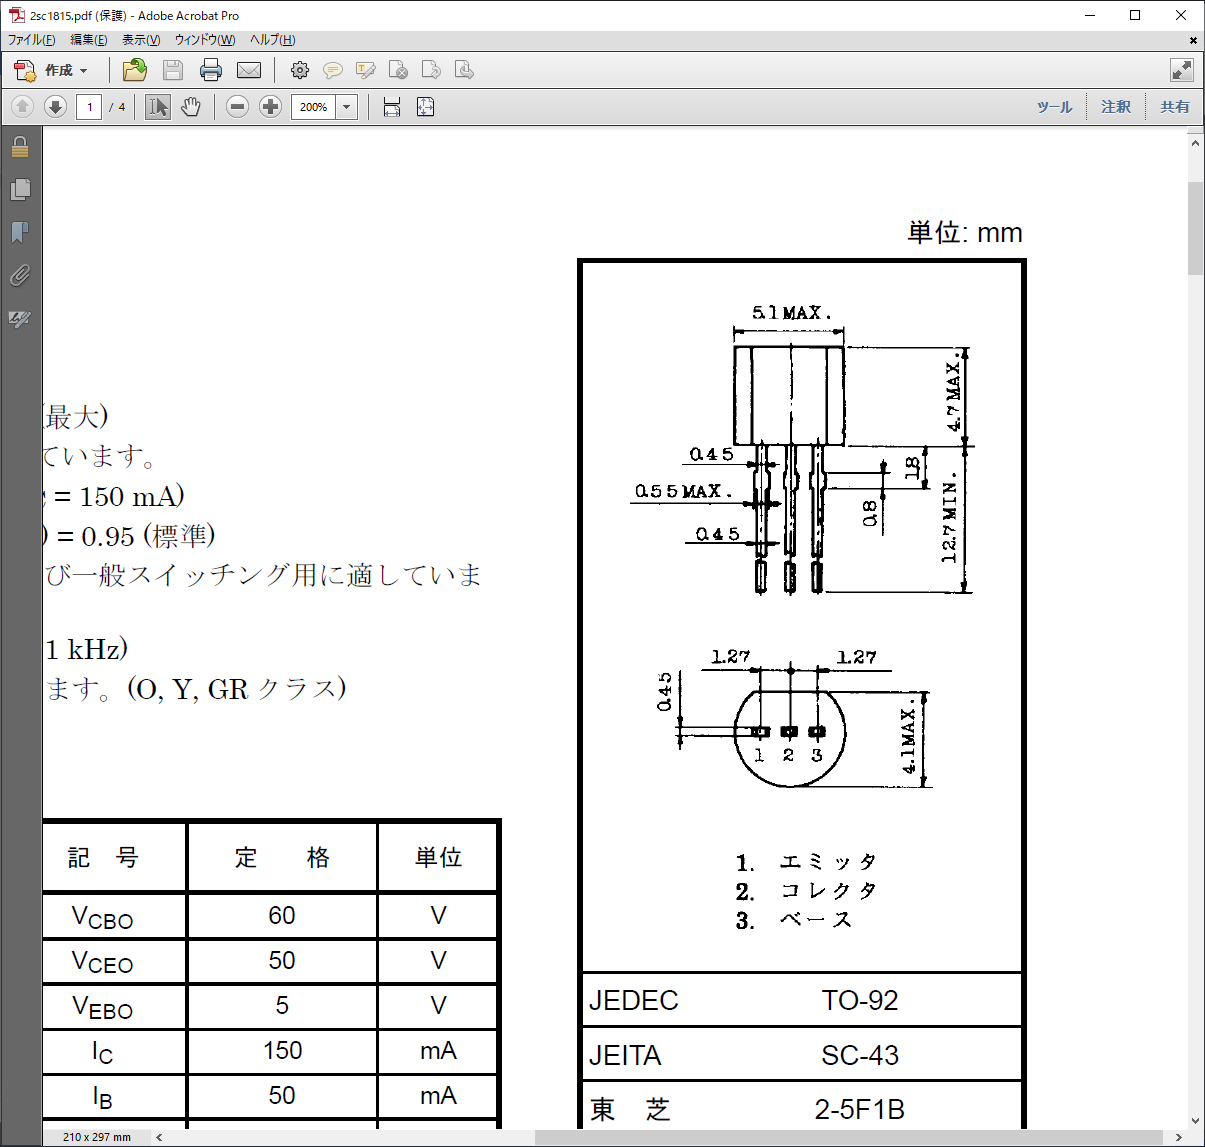 2sc1815.pdf (保護) - Adobe Acrobat Pro
ファイル(F) 編集(E) 表示(V) ウィンドウ(W) ヘルプ(H)
作成
1 / 4 200% ツール 注釈 共有
単位: mm
5.1 MAX.
4.7 MAX.
0.45
1.8
0.55 MAX.
0.8
12.7 MIN.
0.45
(最大)
ています。
= 150 mA)
) = 0.95 (標準)
び一般スイッチング用に適していま
1 kHz)
ます。(O, Y, GR クラス)
1.27 1.27
0.45
4.1 MAX.
1 2 3
1. エミッタ
2. コレクタ
3. ベース
記 号 定 格 単位
VCBO 60 V
VCEO 50 V
VEBO 5 V
IC 150 mA
IB 50 mA
JEDEC TO-92
JEITA SC-43
東 芝 2-5F1B
210 x 297 mm